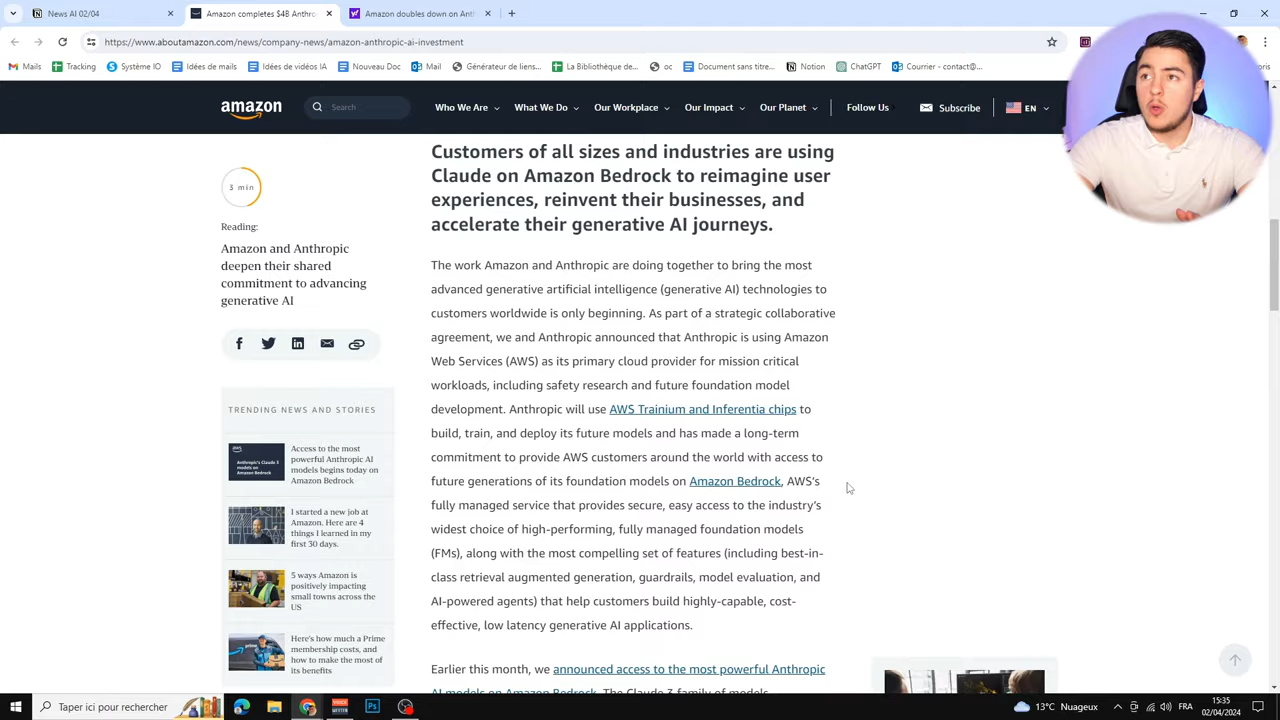 News AI 02/04
Amazon completes $4B Anthro
Amazon doubles down on Anth
https://www.aboutamazon.com/news/company-news/amazon-anthropic-ai-investment
Mails
Tracking
Système IO
Idées de mails
Idées de vidéos IA
Nouveau Doc
Mail
Générateur de liens...
La Bibliothèque de...
oc
Document sans titre...
Notion
ChatGPT
Courrier - contact@...
oris
amazon
Search
Who We Are
What We Do
Our Workplace
Our Impact
Our Planet
Follow Us
Subscribe
EN
3 min
Reading:
Amazon and Anthropic
deepen their shared
commitment to advancing
generative AI
TRENDING NEWS AND STORIES
aws
Anthropic's Claude 3
models on
Amazon Bedrock
Access to the most
powerful Anthropic AI
models begins today on
Amazon Bedrock
I started a new job at
Amazon. Here are 4
things I learned in my
first 30 days.
5 ways Amazon is
positively impacting
small towns across the
US
prime
Here's how much a Prime
membership costs, and
how to make the most of
its benefits
Customers of all sizes and industries are using
Claude on Amazon Bedrock to reimagine user
experiences, reinvent their businesses, and
accelerate their generative AI journeys.
The work Amazon and Anthropic are doing together to bring the most
advanced generative artificial intelligence (generative AI) technologies to
customers worldwide is only beginning. As part of a strategic collaborative
agreement, we and Anthropic announced that Anthropic is using Amazon
Web Services (AWS) as its primary cloud provider for mission critical
workloads, including safety research and future foundation model
development. Anthropic will use AWS Trainium and Inferentia chips to
build, train, and deploy its future models and has made a long-term
commitment to provide AWS customers around the world with access to
future generations of its foundation models on Amazon Bedrock, AWS's
fully managed service that provides secure, easy access to the industry's
widest choice of high-performing, fully managed foundation models
(FMs), along with the most compelling set of features (including best-in-
class retrieval augmented generation, guardrails, model evaluation, and
AI-powered agents) that help customers build highly-capable, cost-
effective, low latency generative AI applications.
Earlier this month, we announced access to the most powerful Anthropic
AI models on Amazon Bedrock. The Claude 3 family of models
Taper ici pour rechercher
13°C Nuageux
FRA
15:35
02/04/2024